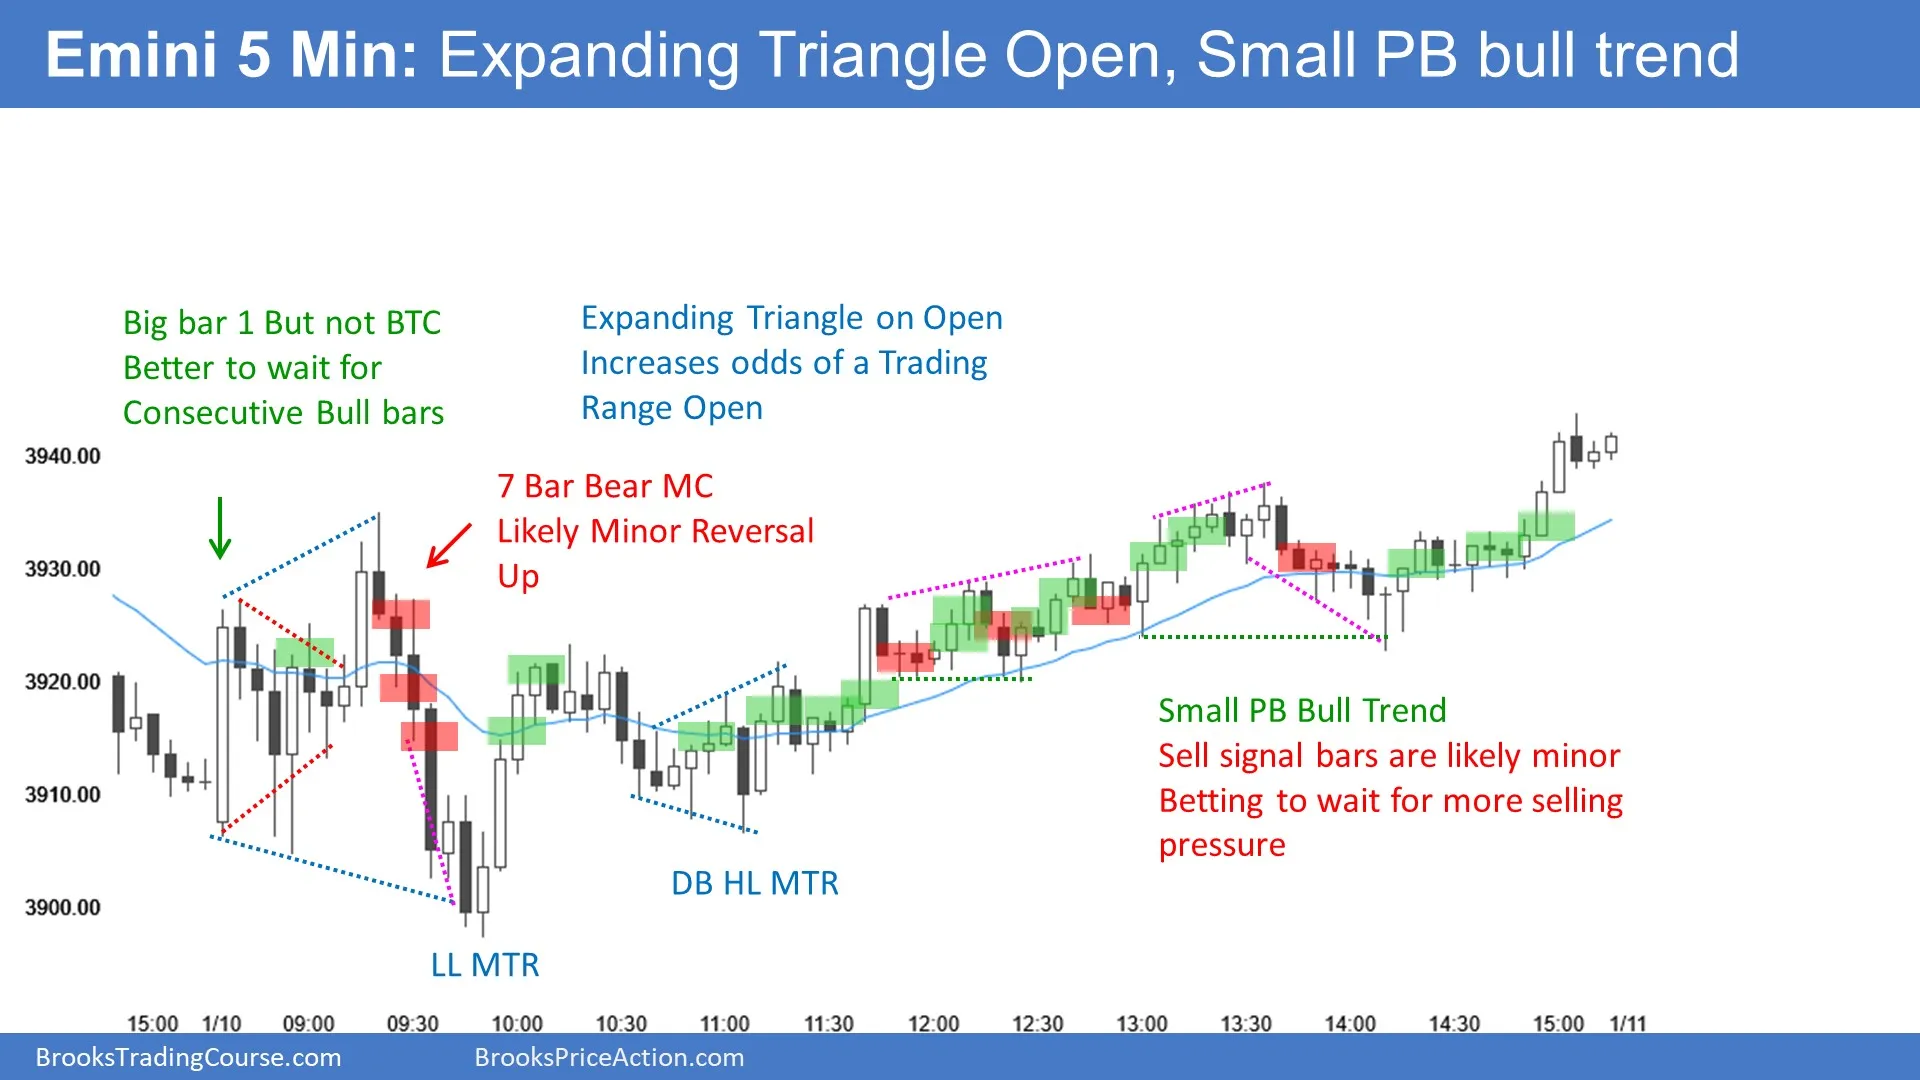 Emini 5 Min: Expanding Triangle Open, Small PB bull trend
Big bar 1 But not BTC
Better to wait for
Consecutive Bull bars
Expanding Triangle on Open
Increases odds of a Trading
Range Open
7 Bar Bear MC
Likely Minor Reversal
Up
3940.00
3930.00
3920.00
3910.00
3900.00
DB HL MTR
LL MTR
Small PB Bull Trend
Sell signal bars are likely minor
Betting to wait for more selling
pressure
15:00 1/10 09:00 09:30 10:00 10:30 11:00 11:30 12:00 12:30 13:00 13:30 14:00 14:30 15:00 1/11
BrooksTradingCourse.com BrooksPriceAction.com